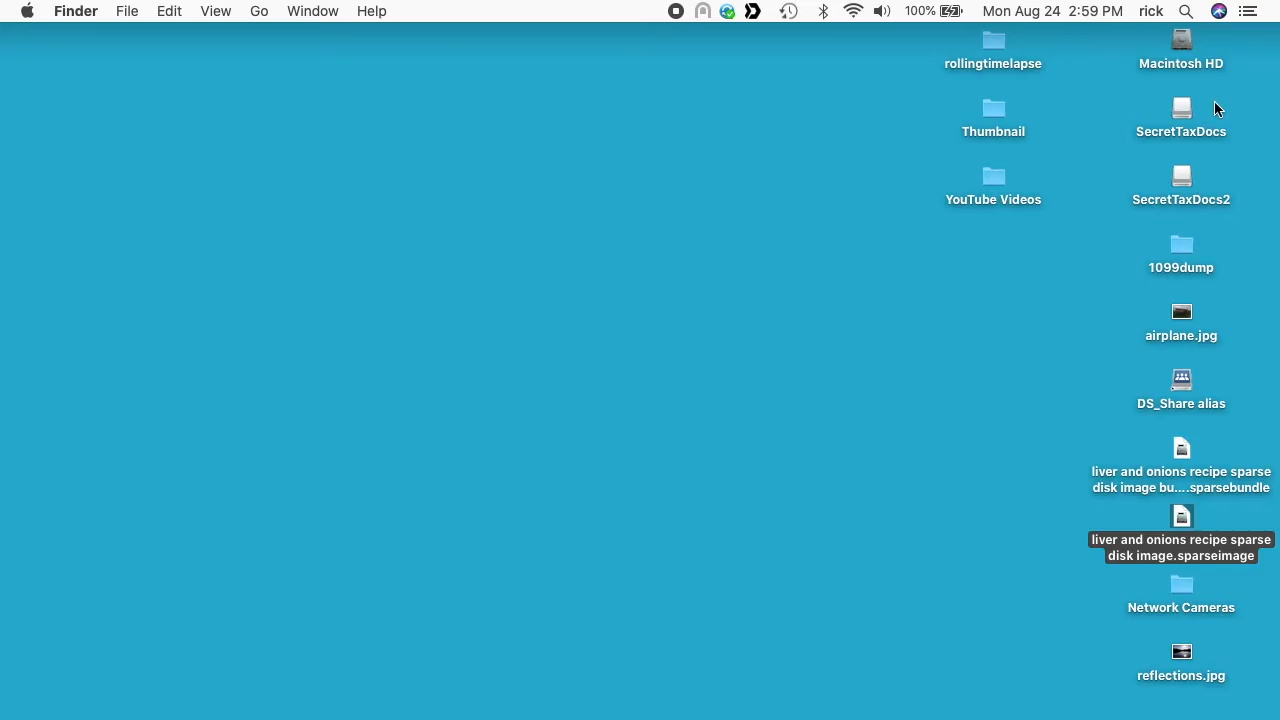 Finder File Edit View Go Window Help 100% Mon Aug 24 2:59 PM rick
rollingtimelapse
Macintosh HD
Thumbnail
SecretTaxDocs
YouTube Videos
SecretTaxDocs2
1099dump
airplane.jpg
DS_Share alias
liver and onions recipe sparse
disk image bu....sparsebundle
liver and onions recipe sparse
disk image.sparseimage
Network Cameras
reflections.jpg